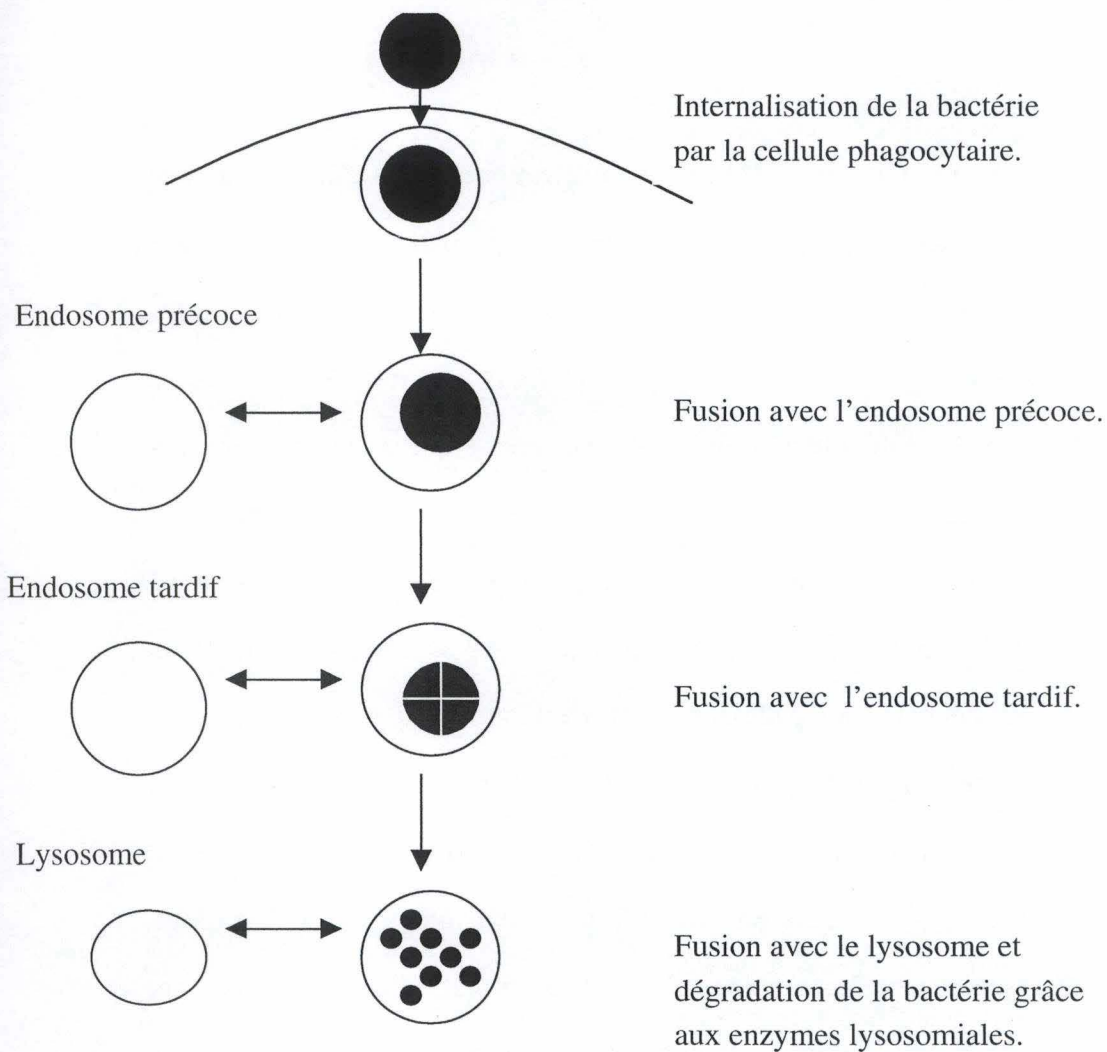 Internalisation de la bactérie
par la cellule phagocytaire.
Endosome précoce
Fusion avec l'endosome précoce.
Endosome tardif
Fusion avec l'endosome tardif.
Lysosome
Fusion avec le lysosome et
dégradation de la bactérie grâce
aux enzymes lysosomiales.